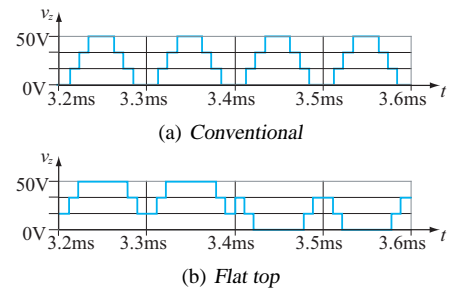 v_z
50V
0V
3.2ms 3.3ms 3.4ms 3.5ms 3.6ms t
(a) Conventional
v_z
50V
0V
3.2ms 3.3ms 3.4ms 3.5ms 3.6ms t
(b) Flat top